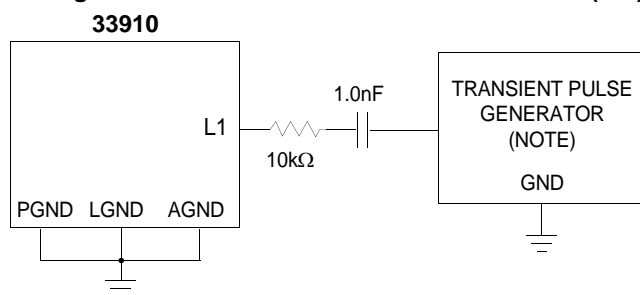 33910
L1
10kΩ
1.0nF
TRANSIENT PULSE
GENERATOR
(NOTE)
GND
PGND LGND AGND